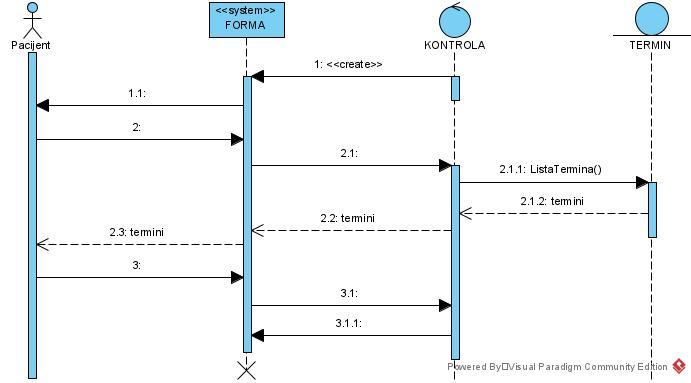 <<system>>
FORMA
Pacijent
KONTROLA
TERMIN
1: <<create>>
1.1:
2:
2.1:
2.1.1: ListaTermina()
2.1.2: termini
2.2: termini
2.3: termini
3:
3.1:
3.1.1:
Powered By Visual Paradigm Community Edition